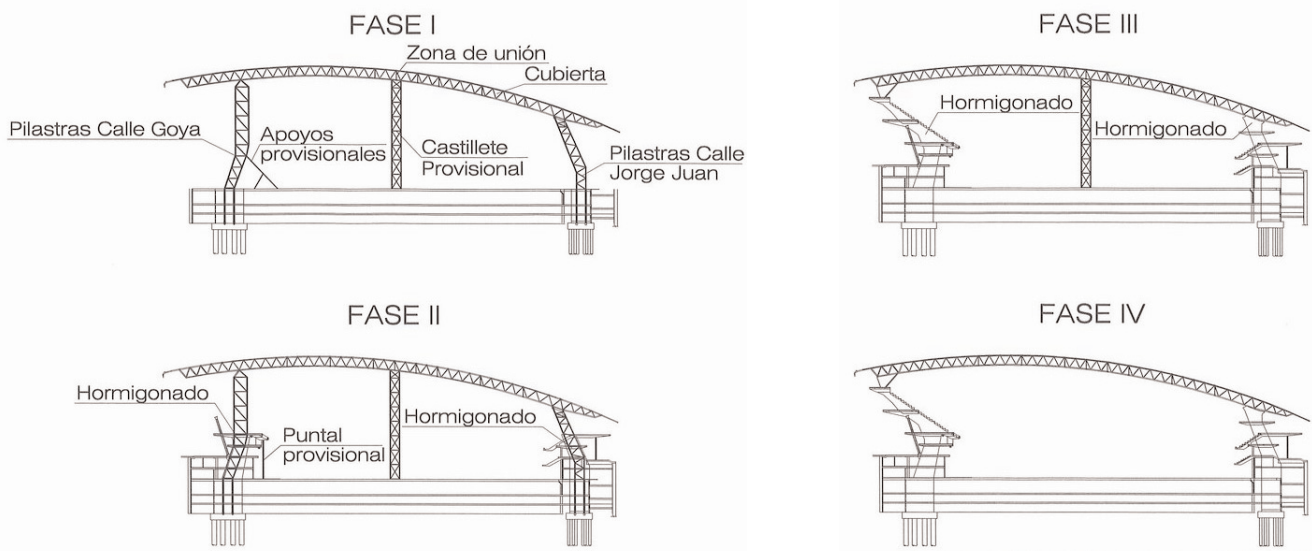 FASE I
Zona de unión
Cubierta
Pilastras Calle Goya
Apoyos
provisionales
Castillete
Provisional
Pilastras Calle
Jorge Juan
FASE III
Hormigonado
Hormigonado
FASE II
Hormigonado
Hormigonado
Puntal
provisional
FASE IV